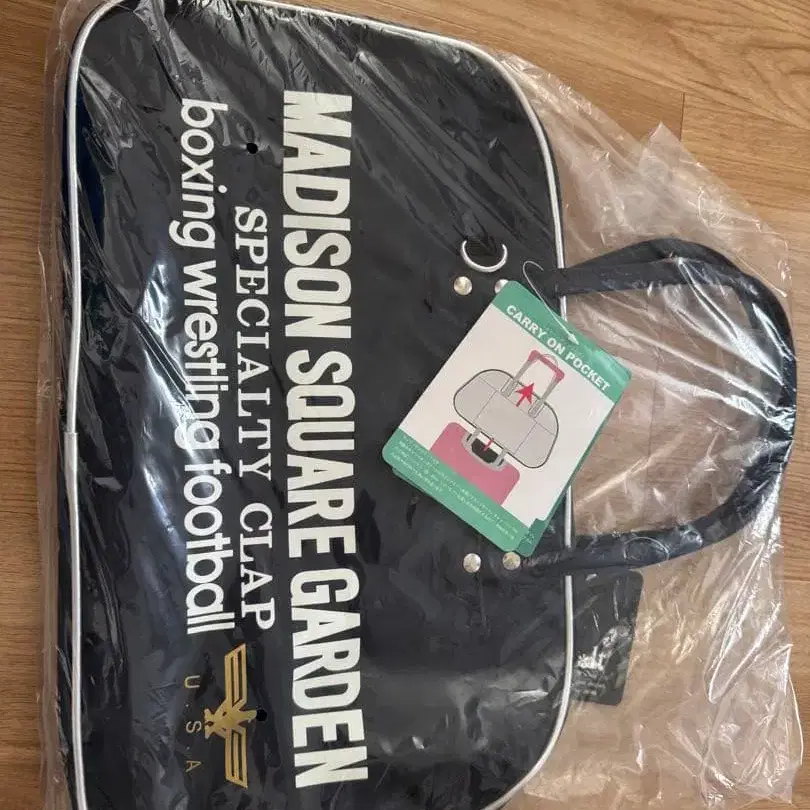 MADISON SQUARE GARDEN
SPECIALTY CLAP
boxing wrestling football
U.S.A
CARRY ON POCKET